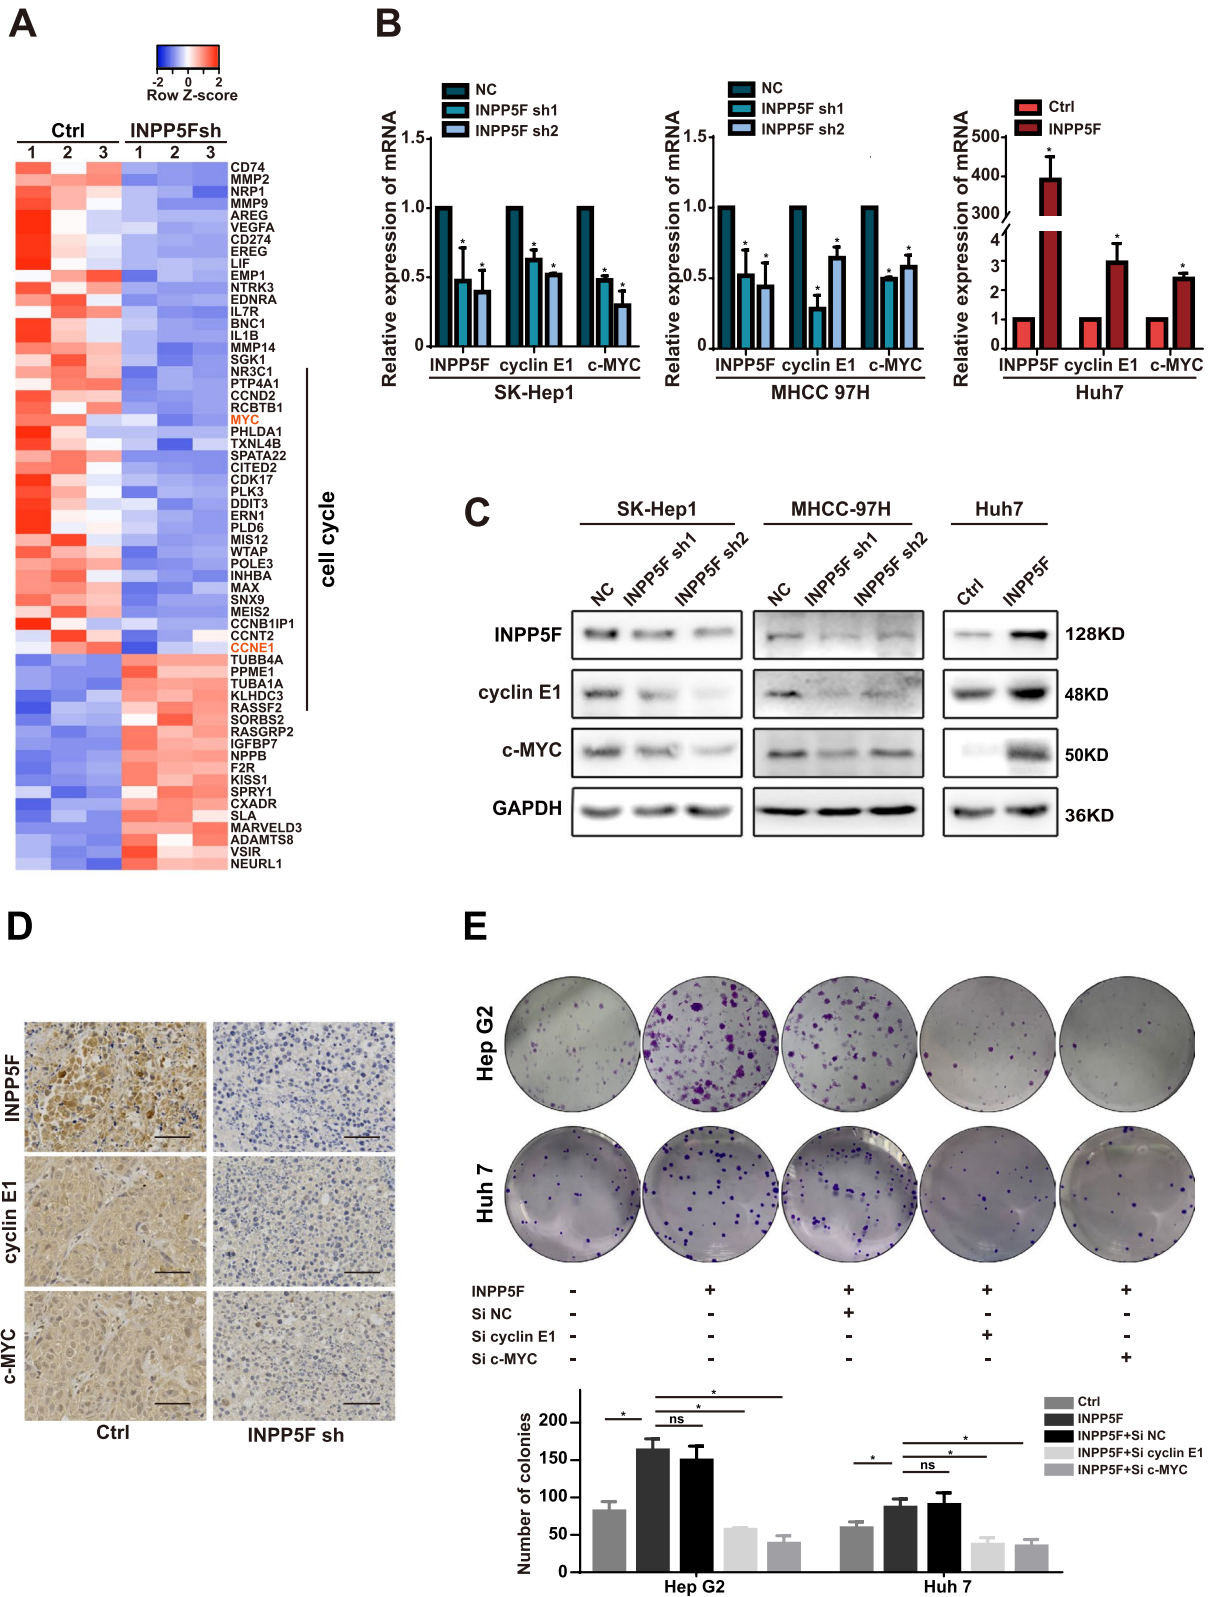 A
-2 0 2
Row Z-score
Ctrl INPP5Fsh
1 2 3 1 2 3
CD74
MMP2
NRP1
MMP9
AREG
VEGFA
CD274
EREG
LIF
EMP1
NTRK3
EDNRA
IL7R
BNC1
IL1B
MMP14
SGK1
NR3C1
PTP4A1
CCND2
RCBTB1
MYC
PHLDA1
TXNL4B
SPATA22
CITED2
CDK17
PLK3
DDIT3
ERN1
PLD6
MIS12
WTAP
POLE3
INHBA
MAX
SNX9
MEIS2
CCNB1IP1
CCNT2
CCNE1
TUBB4A
PPME1
TUBA1A
KLHDC3
RASSF2
SORBS2
RASGRP2
IGFBP7
NPPB
F2R
KISS1
SPRY1
CXADR
SLA
MARVELD3
ADAMTS8
VSIR
NEURL1
cell cycle
B
NC
INPP5F sh1
INPP5F sh2
Relative expression of mRNA
1.5
1.0
0.5
0
* * * * * *
INPP5F cyclin E1 c-MYC
SK-Hep1
NC
INPP5F sh1
INPP5F sh2
Relative expression of mRNA
1.5
1.0
0.5
0
* * * * * *
INPP5F cyclin E1 c-MYC
MHCC 97H
Ctrl
INPP5F
Relative expression of mRNA
500
400
300
4
3
2
1
0
* * *
INPP5F cyclin E1 c-MYC
Huh7
C
SK-Hep1 MHCC-97H Huh7
NC INPP5F sh1 INPP5F sh2 NC INPP5F sh1 INPP5F sh2 Ctrl INPP5F
INPP5F 128KD
cyclin E1 48KD
c-MYC 50KD
GAPDH 36KD
D
INPP5F
cyclin E1
c-MYC
Ctrl INPP5F sh
E
Hep G2
Huh 7
INPP5F - + + + +
Si NC - - + - -
Si cyclin E1 - - - + -
Si c-MYC - - - - +
Number of colonies
200
150
100
50
0
* ns * *
* ns * *
Hep G2 Huh 7
Ctrl
INPP5F
INPP5F+Si NC
INPP5F+Si cyclin E1
INPP5F+Si c-MYC